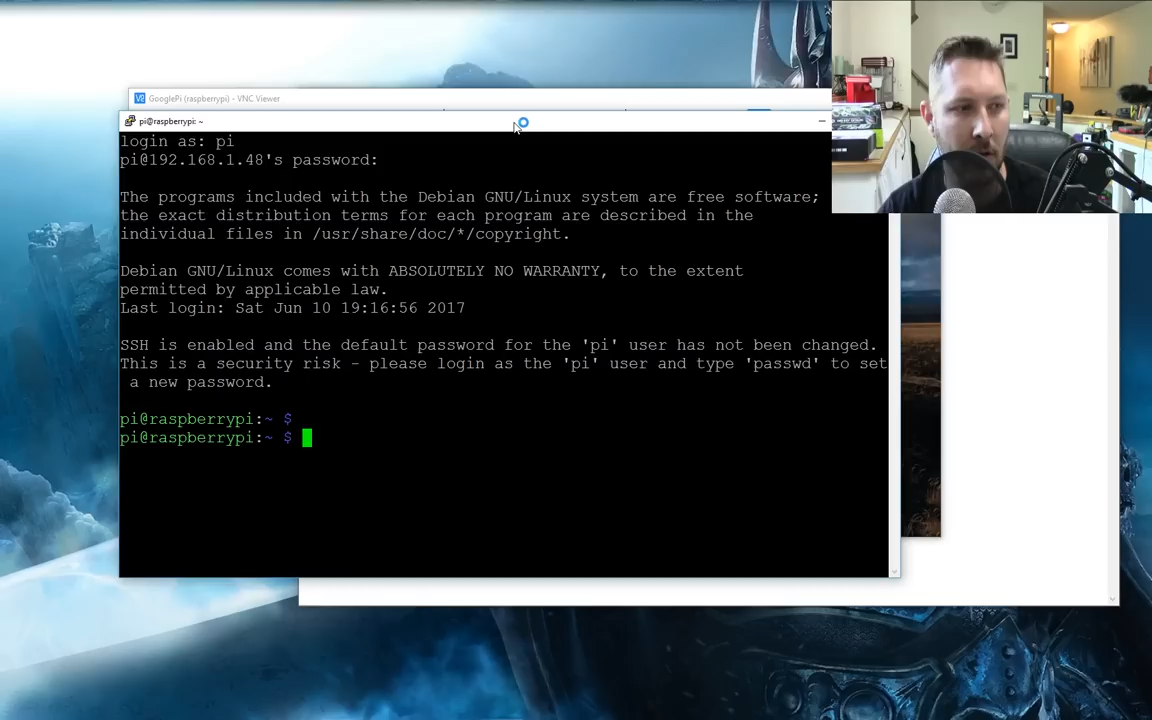 GooglePi (raspberrypi) - VNC Viewer
pi@raspberrypi: ~
login as: pi
pi@192.168.1.48's password:
The programs included with the Debian GNU/Linux system are free software;
the exact distribution terms for each program are described in the
individual files in /usr/share/doc/*/copyright.
Debian GNU/Linux comes with ABSOLUTELY NO WARRANTY, to the extent
permitted by applicable law.
Last login: Sat Jun 10 19:16:56 2017
SSH is enabled and the default password for the 'pi' user has not been changed.
This is a security risk - please login as the 'pi' user and type 'passwd' to set
a new password.
pi@raspberrypi:~ $
pi@raspberrypi:~ $